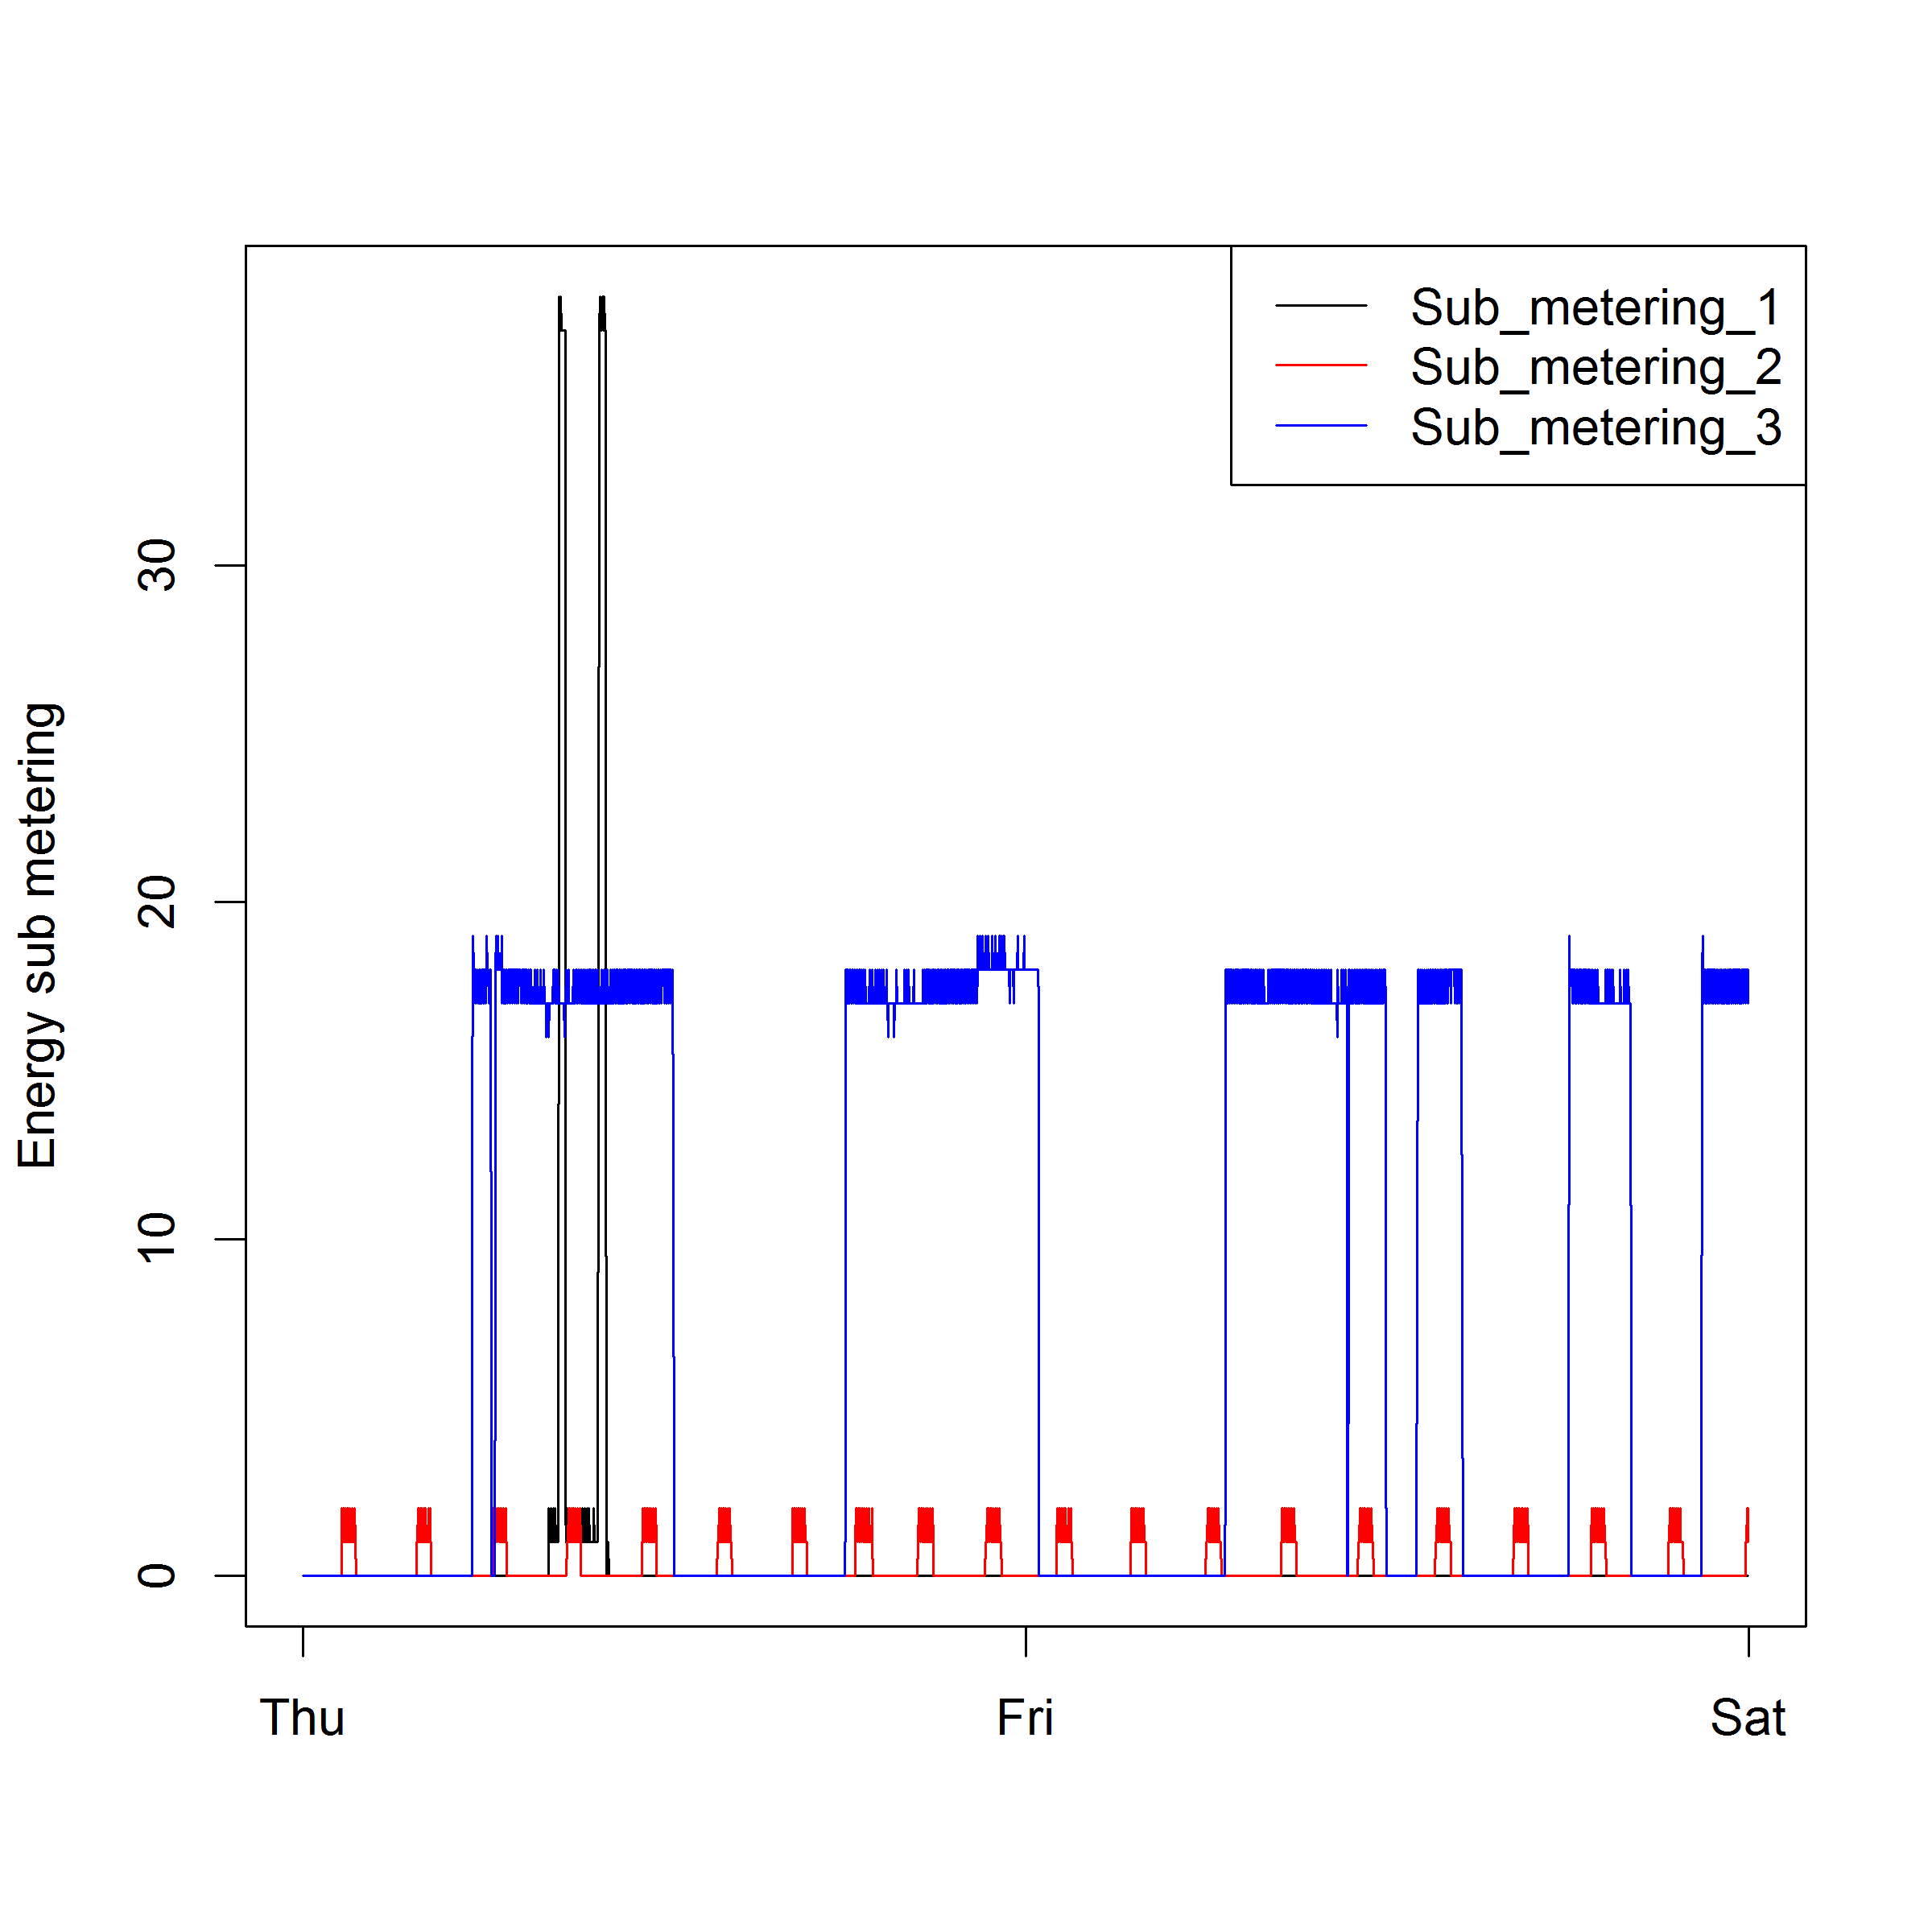 Sub_metering_1
Sub_metering_2
Sub_metering_3
Energy sub metering
30
20
10
0
Thu
Fri
Sat